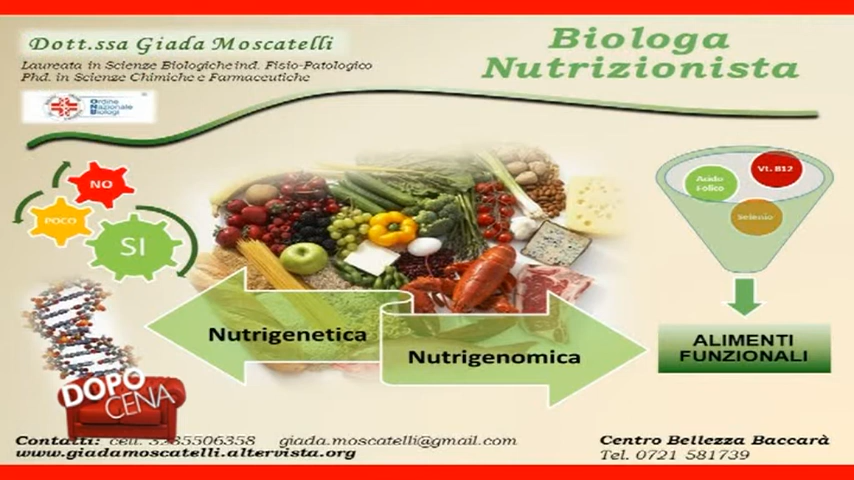 Dott.ssa Giada Moscatelli
Laureata in Scienze Biologiche ind. Fisio-Patologico
Phd. in Scienze Chimiche e Farmaceutiche
Ordine
Nazionale
Biologi
Biologa
Nutrizionista
NO
POCO
SI
Acido
Folico
Vt. B12
Selenio
Nutrigenetica
Nutrigenomica
ALIMENTI
FUNZIONALI
DOPO
CENA
Contatti: cell. 3285506358 giada.moscatelli@gmail.com
www.giadamoscatelli.altervista.org
Centro Bellezza Baccarà
Tel. 0721 581739